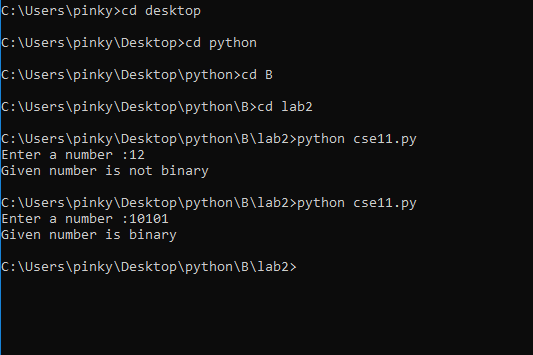 C:\Users\pinky>cd desktop
C:\Users\pinky\Desktop>cd python
C:\Users\pinky\Desktop\python>cd B
C:\Users\pinky\Desktop\python\B>cd lab2
C:\Users\pinky\Desktop\python\B\lab2>python cse11.py
Enter a number :12
Given number is not binary
C:\Users\pinky\Desktop\python\B\lab2>python cse11.py
Enter a number :10101
Given number is binary
C:\Users\pinky\Desktop\python\B\lab2>